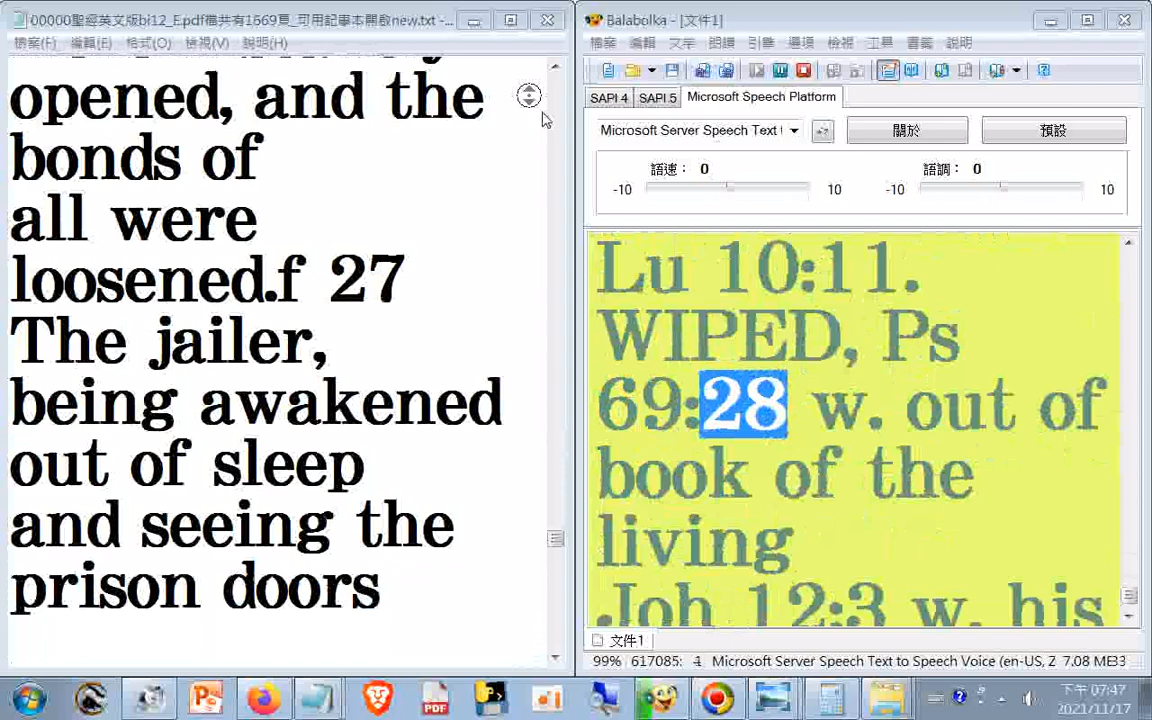 00000聖經英文版bi12_E.pdf檔共有1669頁_可用記事本開啟new.txt -...
檔案(F) 編輯(E) 格式(O) 檢視(V) 說明(H)
opened, and the
bonds of
all were
loosened.f 27
The jailer,
being awakened
out of sleep
and seeing the
prison doors
Balabolka - [文件1]
檔案 編輯 文字 朗讀 引擎 選項 檢視 工具 書籤 說明
SAPI 4 SAPI 5 Microsoft Speech Platform
Microsoft Server Speech Text 關於 預設
語速: 0 語調: 0
-10 10 -10 10
Lu 10:11.
WIPED, Ps
69:28 w. out of
book of the
living
Joh 12:3 w. his
文件1
99% 617085: 4 Microsoft Server Speech Text to Speech Voice (en-US, Z 7.08 MB
下午 07:47
2021/11/17